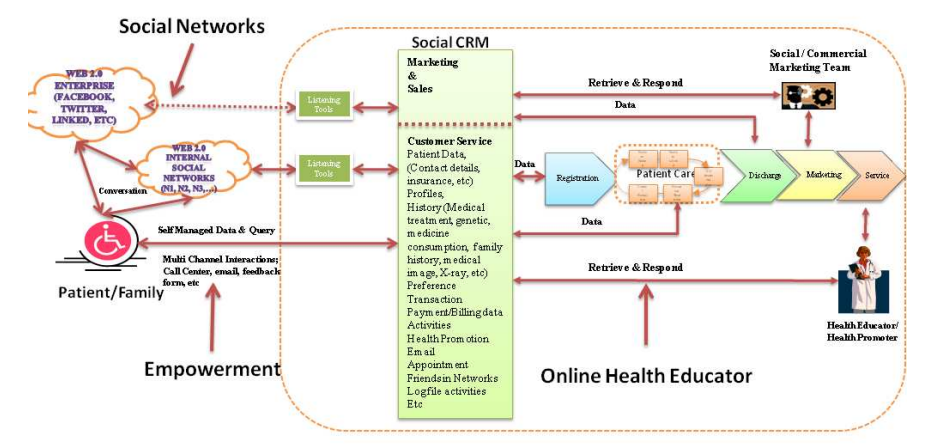 Social Networks
WEB 2.0
ENTERPRISE
(FACEBOOK,
TWITTER,
LINKED, ETC)
WEB 2.0
INTERNAL
SOCIAL
NETWORKS
(N1, N2, N3,...)
Conversation
Patient/Family
Self Managed Data & Query
Multi Channel Interactions;
Call Center, email, feedback
form, etc
Empowerment
Listening
Tools
Listening
Tools
Social CRM
Marketing
&
Sales
Customer Service
Patient Data,
(Contact details,
insurance, etc)
Profiles,
History (Medical
treatment, genetic,
medicine
consumption, family
history, medical
image, X-ray, etc)
Preference
Transaction
Payment/Billing data
Activities
Health Promotion
Email
Appointment
Friends in Networks
Log file activities
Etc
Retrieve & Respond
Data
Social / Commercial
Marketing Team
Data
Registration
Patient Care
Discharge
Marketing
Service
Data
Retrieve & Respond
Health Educator/
Health Promoter
Online Health Educator